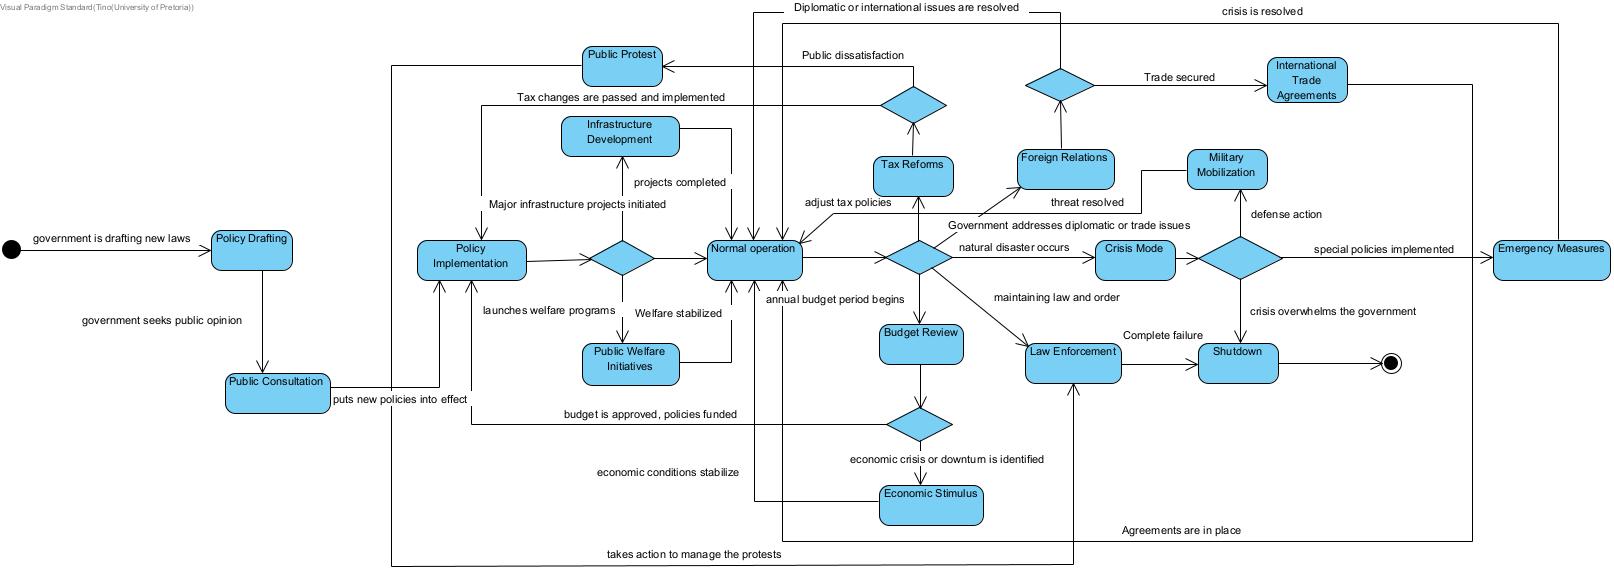 Visual Paradigm Standard(Tino(University of Pretoria))
Diplomatic or international issues are resolved
crisis is resolved
Public Protest
Public dissatisfaction
International
Trade
Agreements
Trade secured
Tax changes are passed and implemented
Infrastructure
Development
Tax Reforms
Foreign Relations
Military
Mobilization
projects completed
Major infrastructure projects initiated
adjust tax policies
threat resolved
defense action
Government addresses diplomatic or trade issues
government is drafting new laws
Policy Drafting
Policy
Implementation
Normal operation
natural disaster occurs
Crisis Mode
special policies implemented
Emergency Measures
annual budget period begins
maintaining law and order
launches welfare programs
Welfare stabilized
crisis overwhelms the government
government seeks public opinion
Budget Review
Complete failure
Public Welfare
Initiatives
Law Enforcement
Shutdown
Public Consultation
puts new policies into effect
budget is approved, policies funded
economic crisis or downturn is identified
economic conditions stabilize
Economic Stimulus
Agreements are in place
takes action to manage the protests